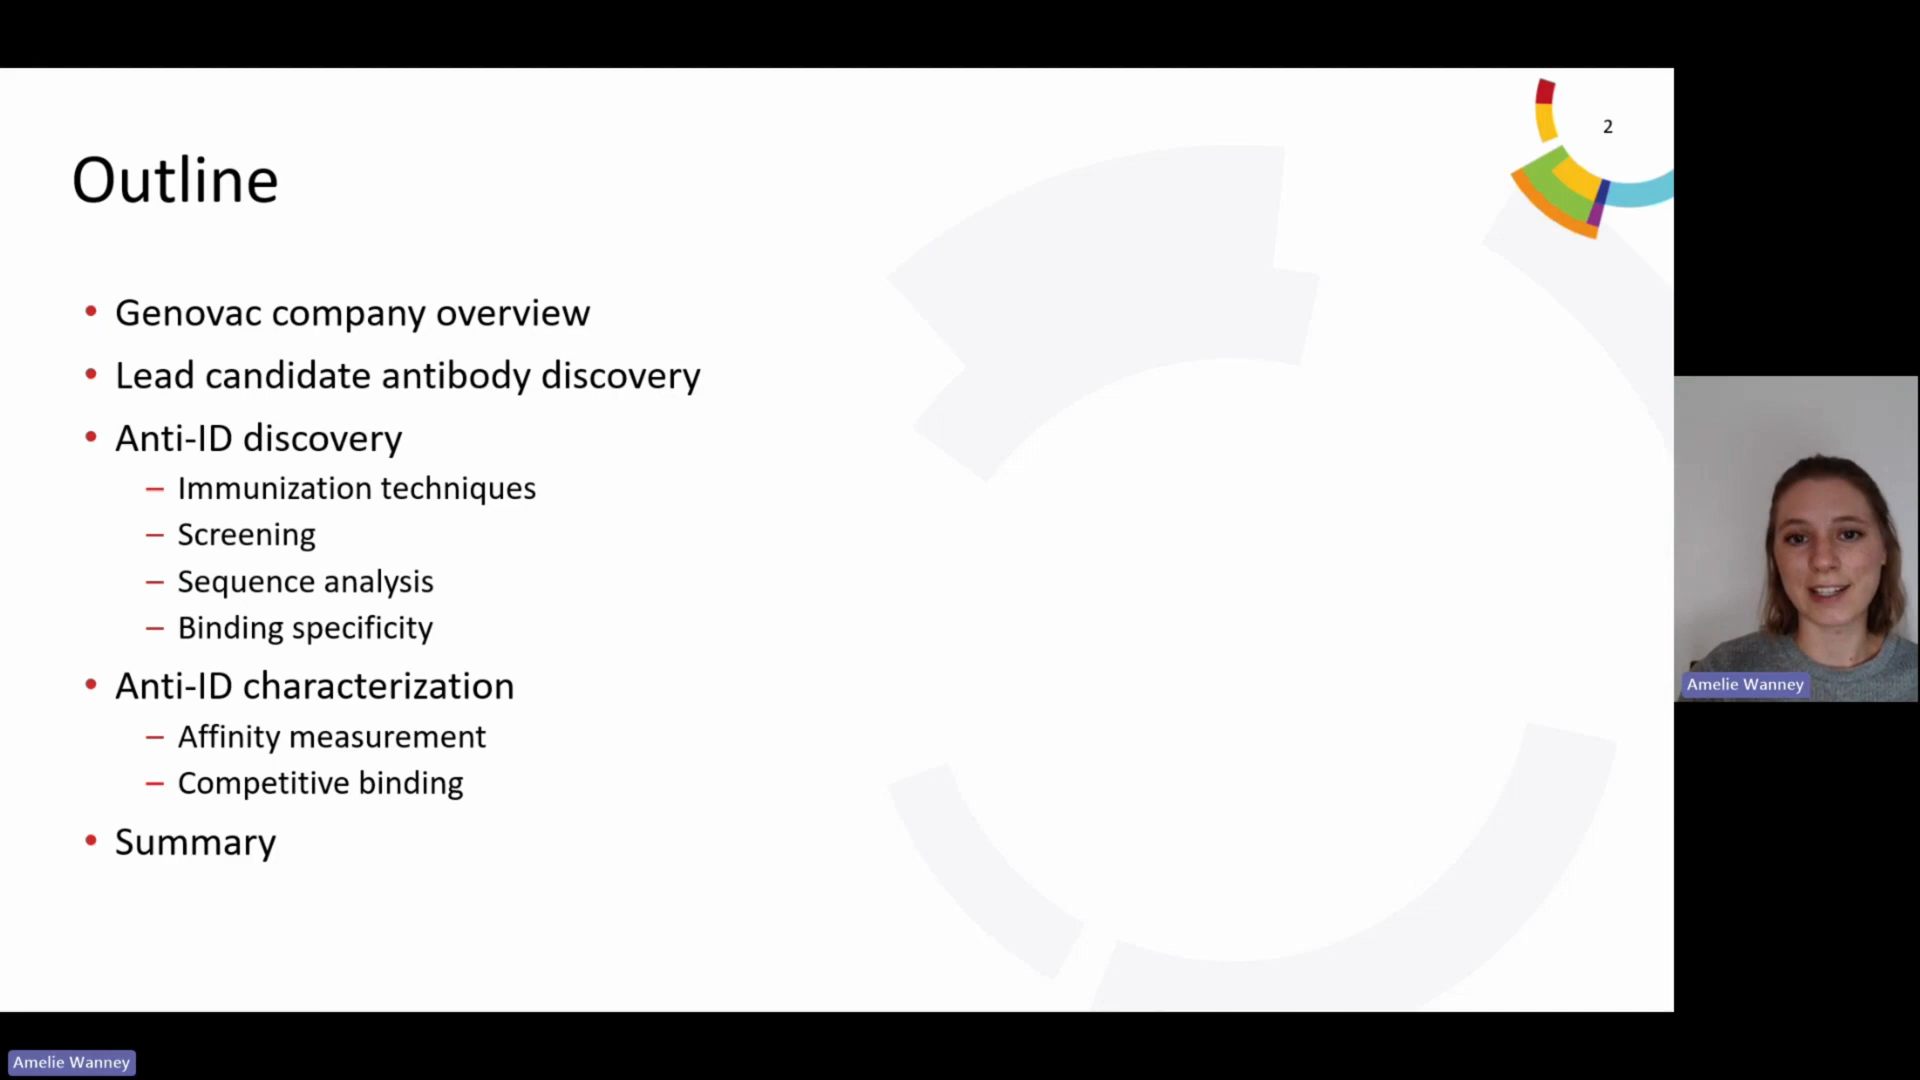 2
Outline
• Genovac company overview
• Lead candidate antibody discovery
• Anti-ID discovery
– Immunization techniques
– Screening
– Sequence analysis
– Binding specificity
• Anti-ID characterization
– Affinity measurement
– Competitive binding
• Summary
Amelie Wanney
Amelie Wanney